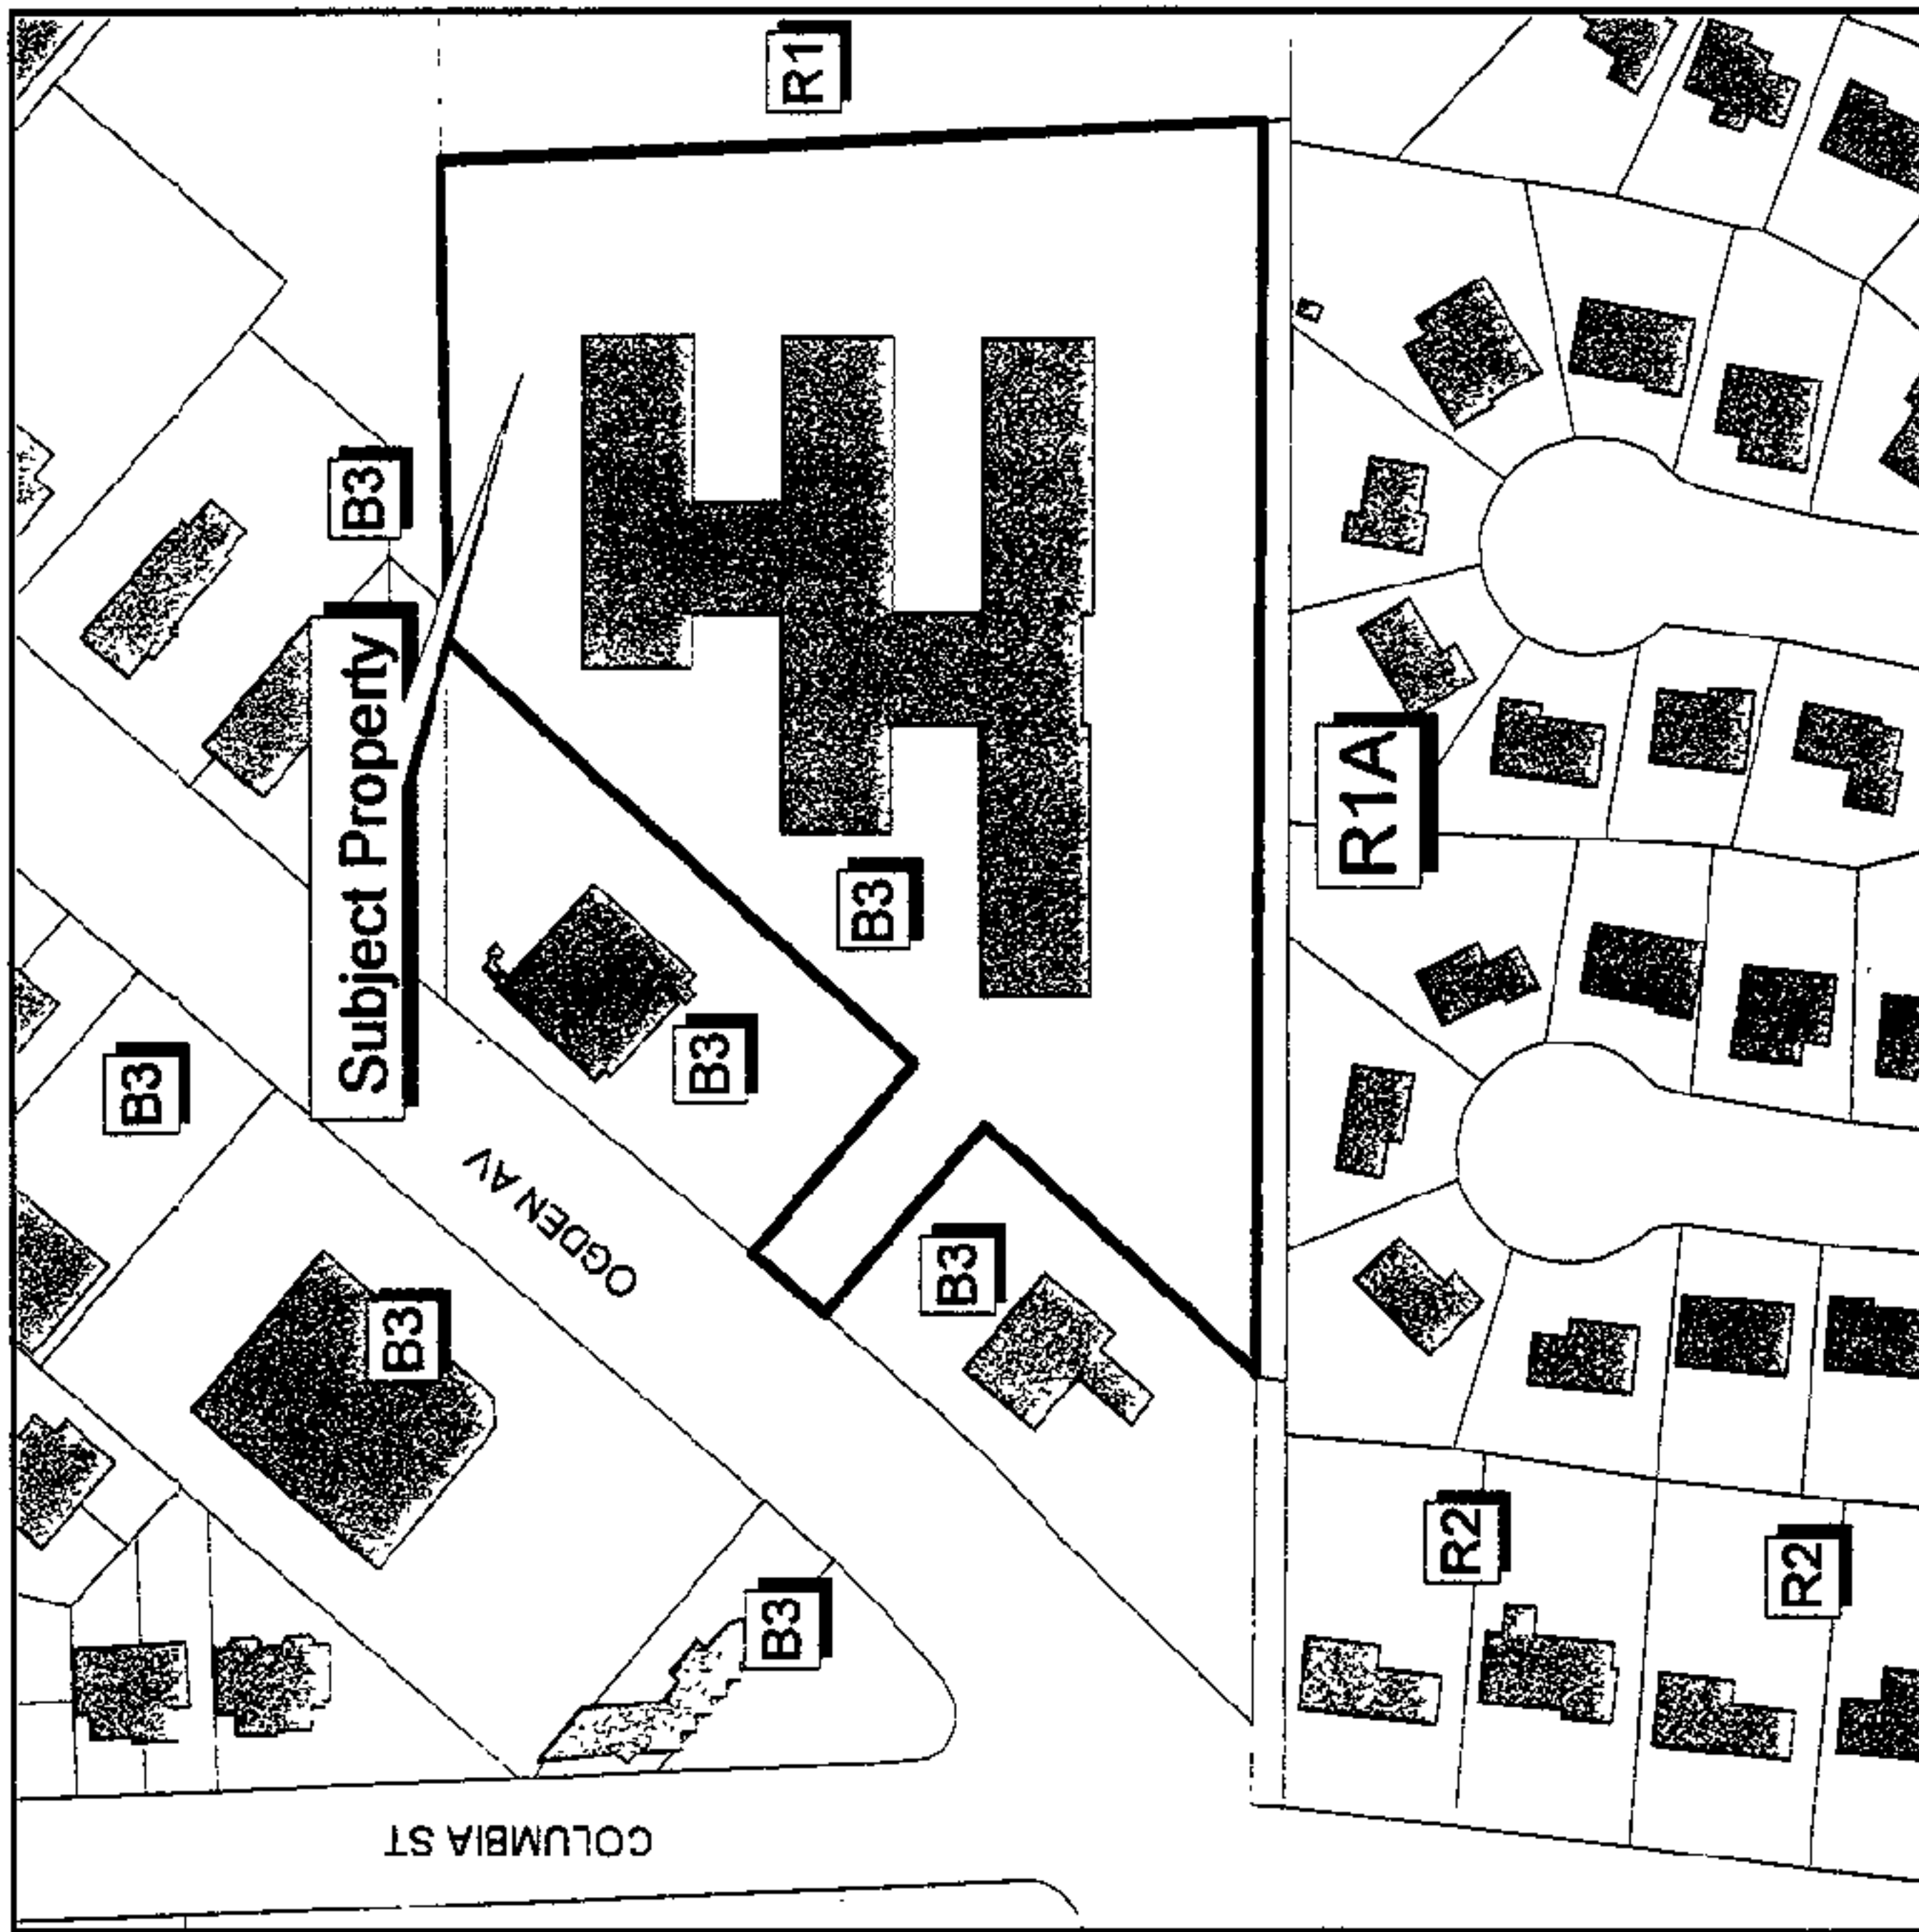 R1
B3
Subject Property
B3
B3
B3
OGDEN AV
B3
B3
R1A
B3
R2
R2
COLUMBIA ST